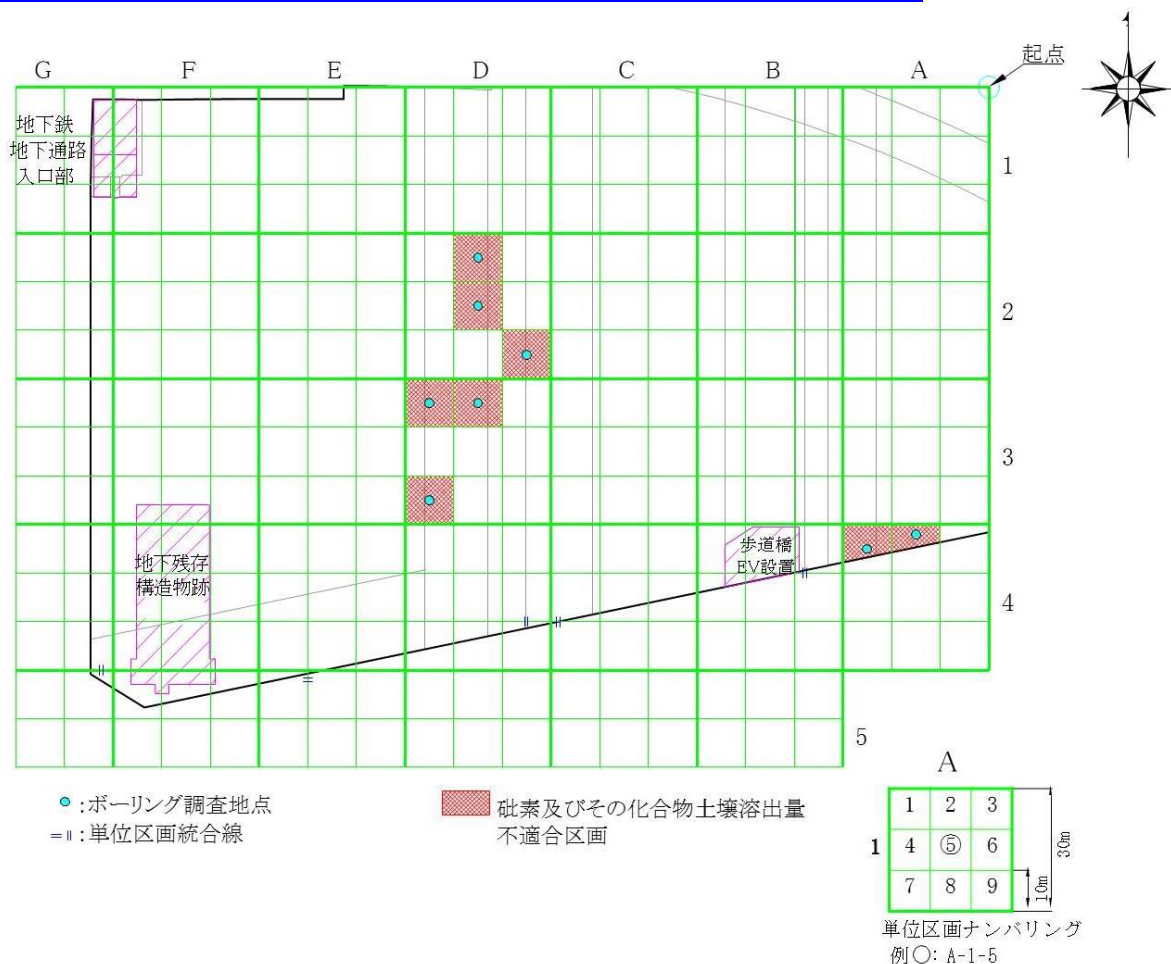 起点
G F E D C B A
地下鉄
地下通路
入口部
1
2
3
歩道橋
EV設置
地下残存
構造物跡
4
5
:ボーリング調査地点
:単位区画統合線
砒素及びその化合物土壌溶出量
不適合区画
A
1 2 3
1 4 ⑤ 6
7 8 9
30m
10m
単位区画ナンバリング
例○: A-1-5